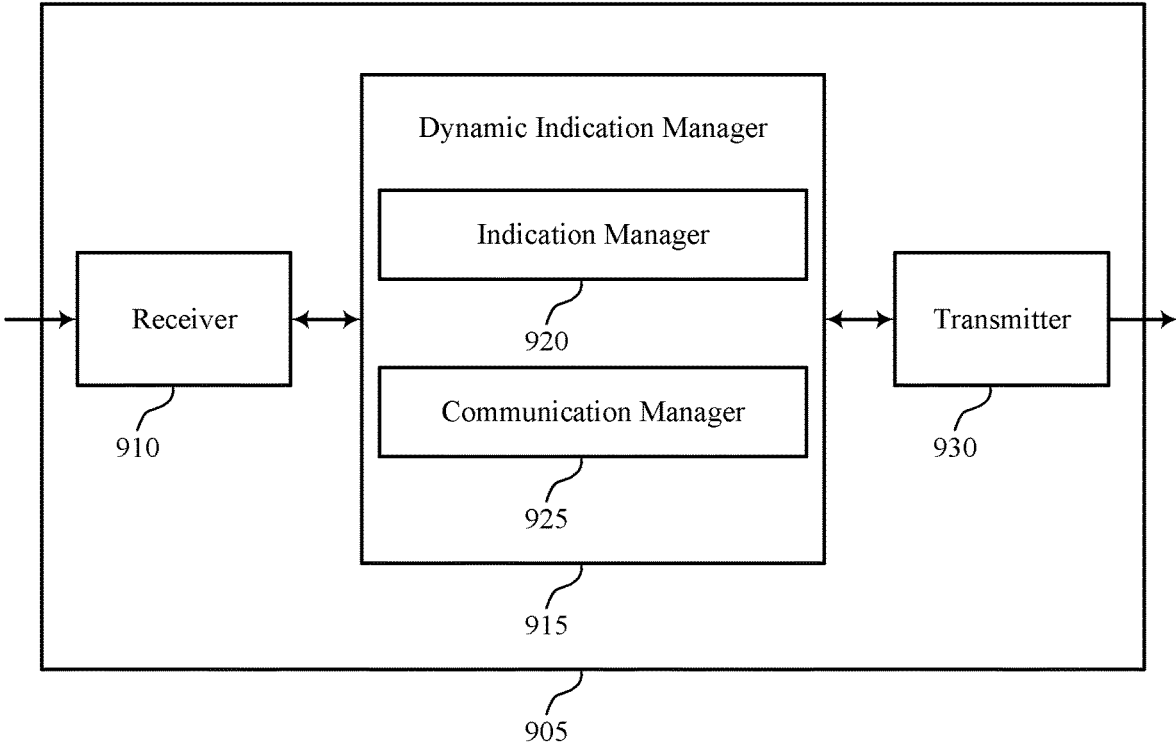 Dynamic Indication Manager
Indication Manager
920
Receiver
910
Transmitter
930
Communication Manager
925
915
905